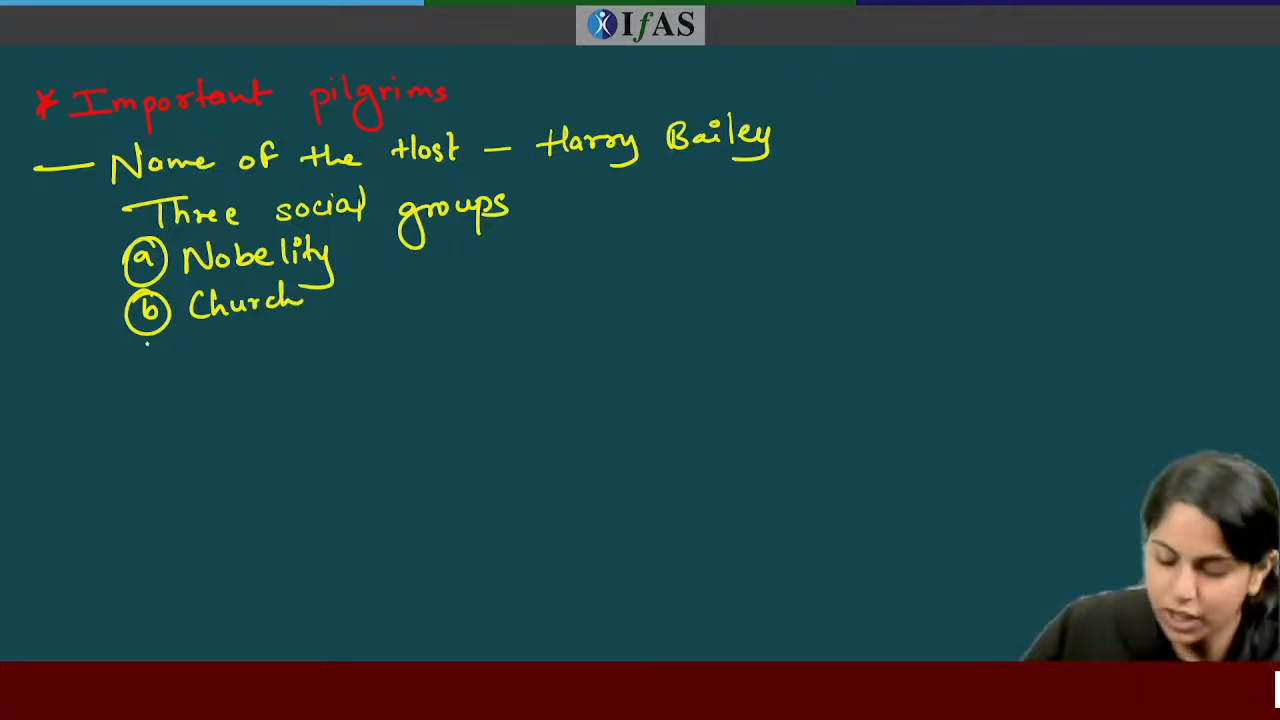 IfAS
* Important pilgrims
— Name of the Host – Harry Bailey
Three social groups
a Nobelity
b Church